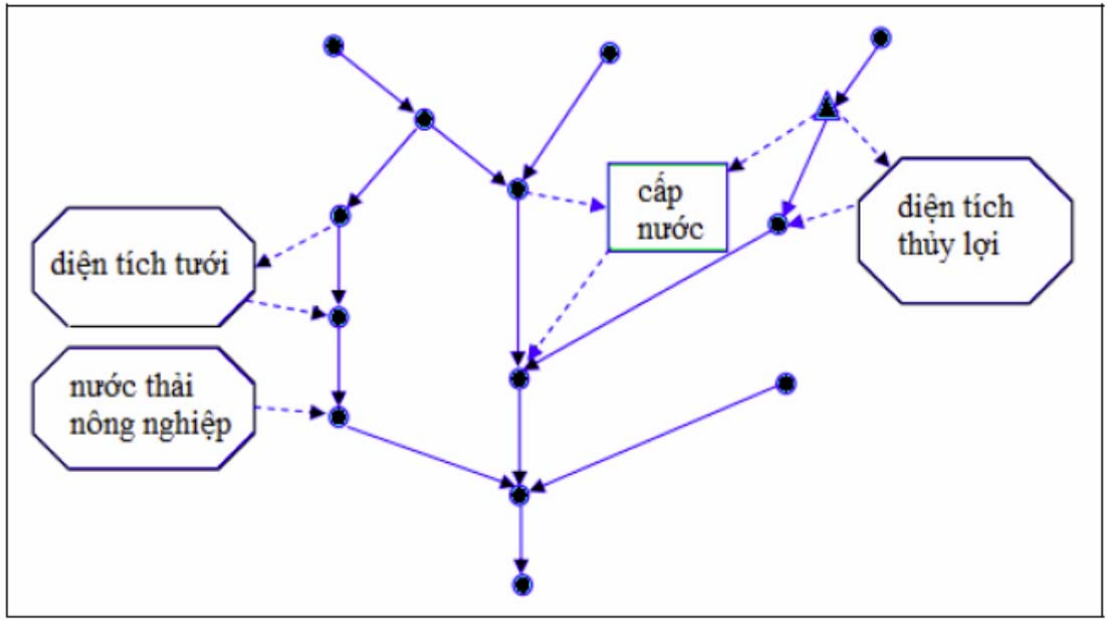 cấp
nước
diện tích
thủy lợi
diện tích tưới
nước thải
nông nghiệp